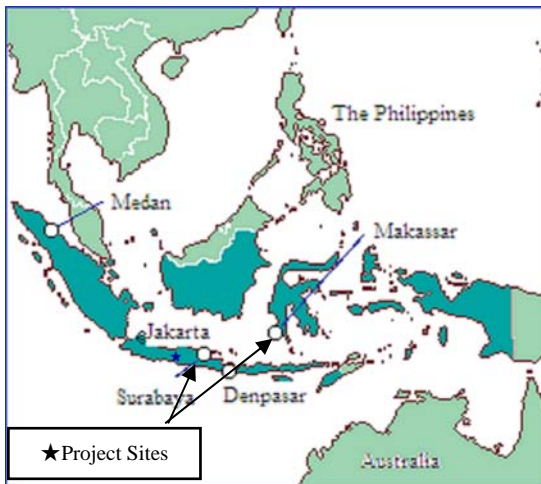 The Philippines
Medan
Makassar
Jakarta
Surabaya
Denpasar
★Project Sites
Australia